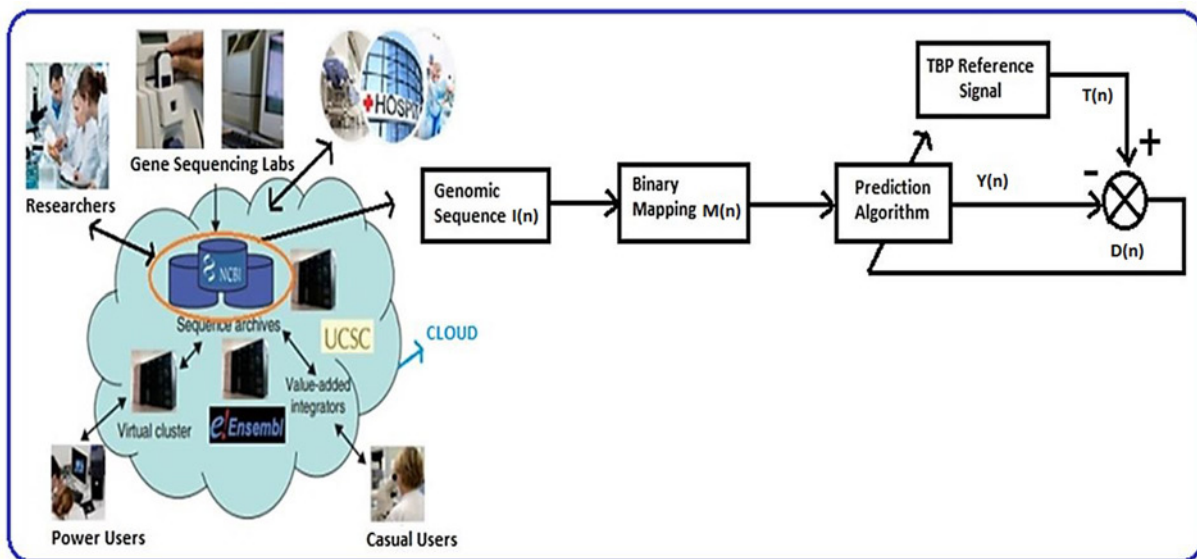 Gene Sequencing Labs
+HOSPIT
Researchers
NCBI
Sequence archives
UCSC
CLOUD
Value-added
integrators
Virtual cluster
e!Ensembl
Power Users
Casual Users
Genomic
Sequence I(n)
Binary
Mapping M(n)
Prediction
Algorithm
TBP Reference
Signal
T(n)
+
Y(n)
-
D(n)